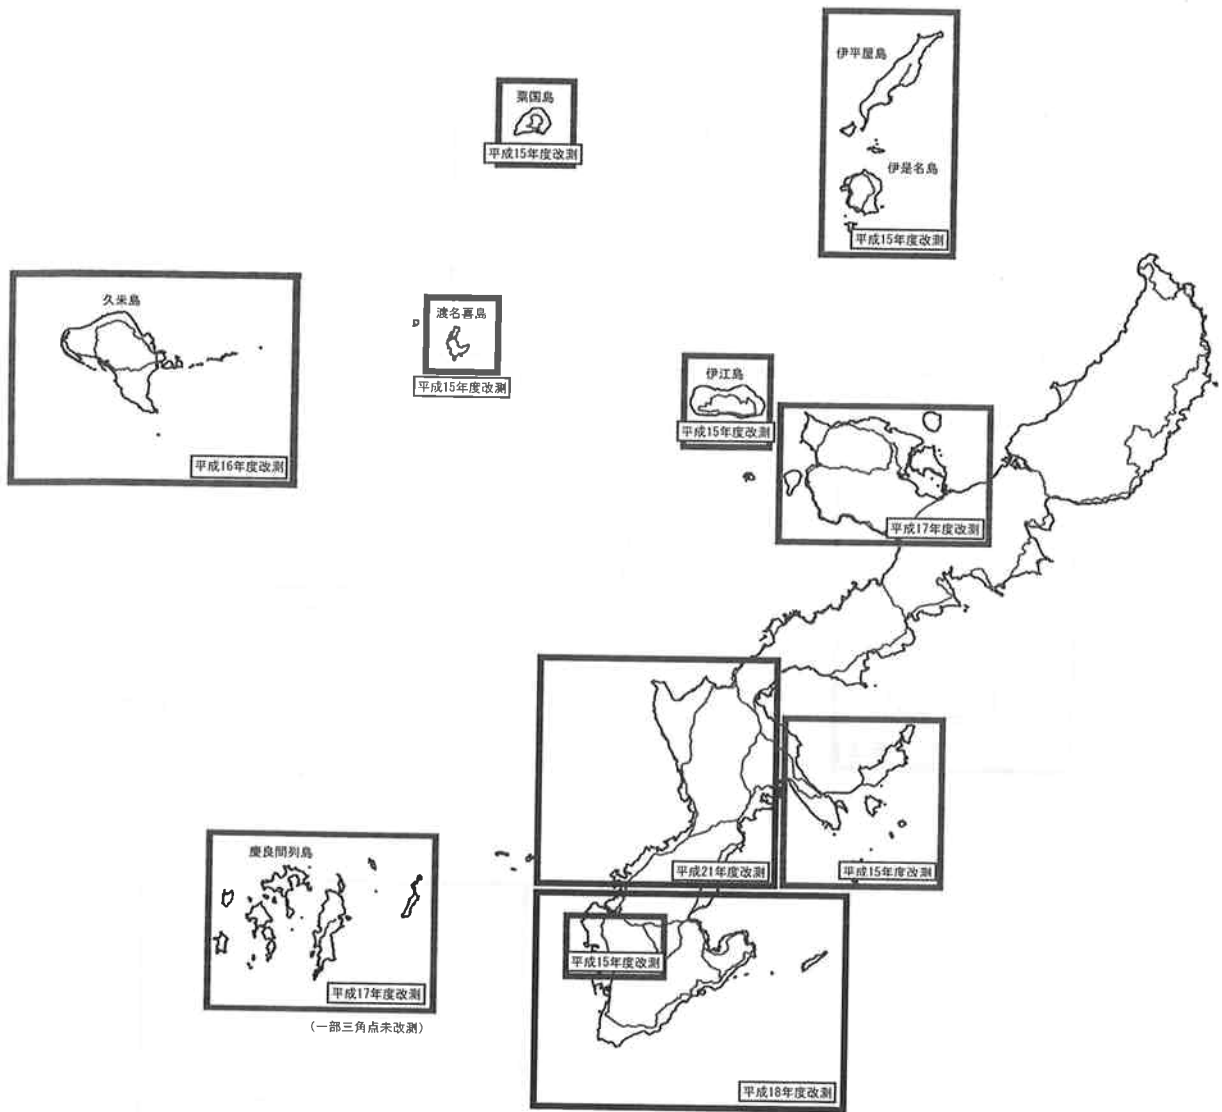 伊平屋島
粟国島
平成15年度改測
伊是名島
平成15年度改測
久米島
渡名喜島
平成15年度改測
伊江島
平成15年度改測
平成16年度改測
平成17年度改測
慶良間列島
平成21年度改測
平成15年度改測
平成15年度改測
平成17年度改測
(一部三角点未改測)
平成18年度改測